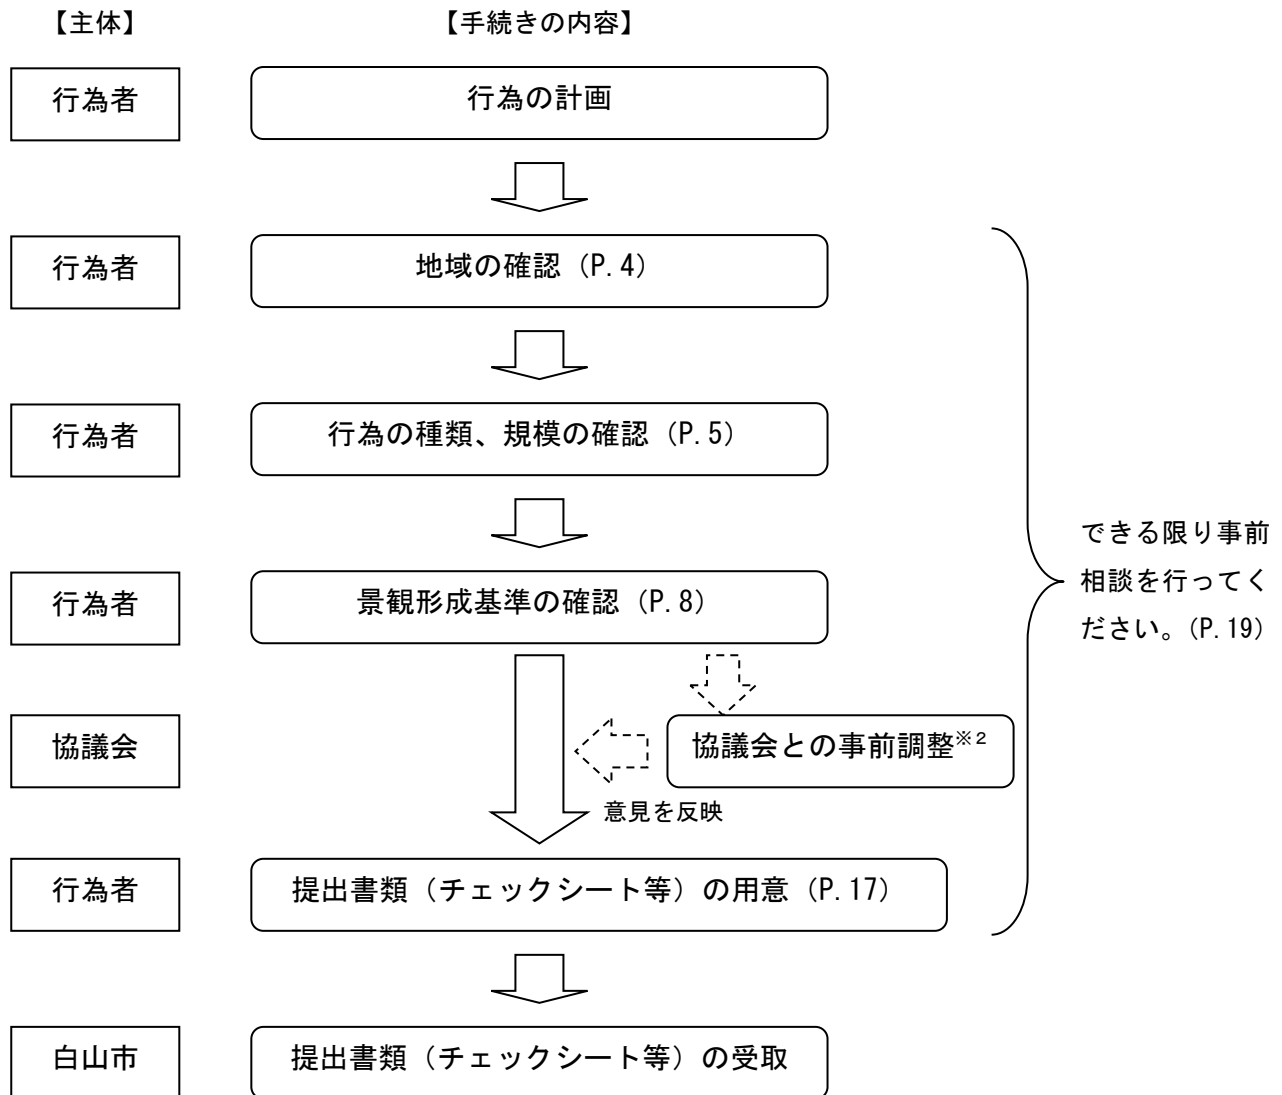 【主体】 【手続きの内容】
行為者 行為の計画
行為者 地域の確認（P.4）
行為者 行為の種類、規模の確認（P.5）
できる限り事前
相談を行ってく
ださい。（P.19）
行為者 景観形成基準の確認（P.8）
協議会 協議会との事前調整※2
意見を反映
行為者 提出書類（チェックシート等）の用意（P.17）
白山市 提出書類（チェックシート等）の受取